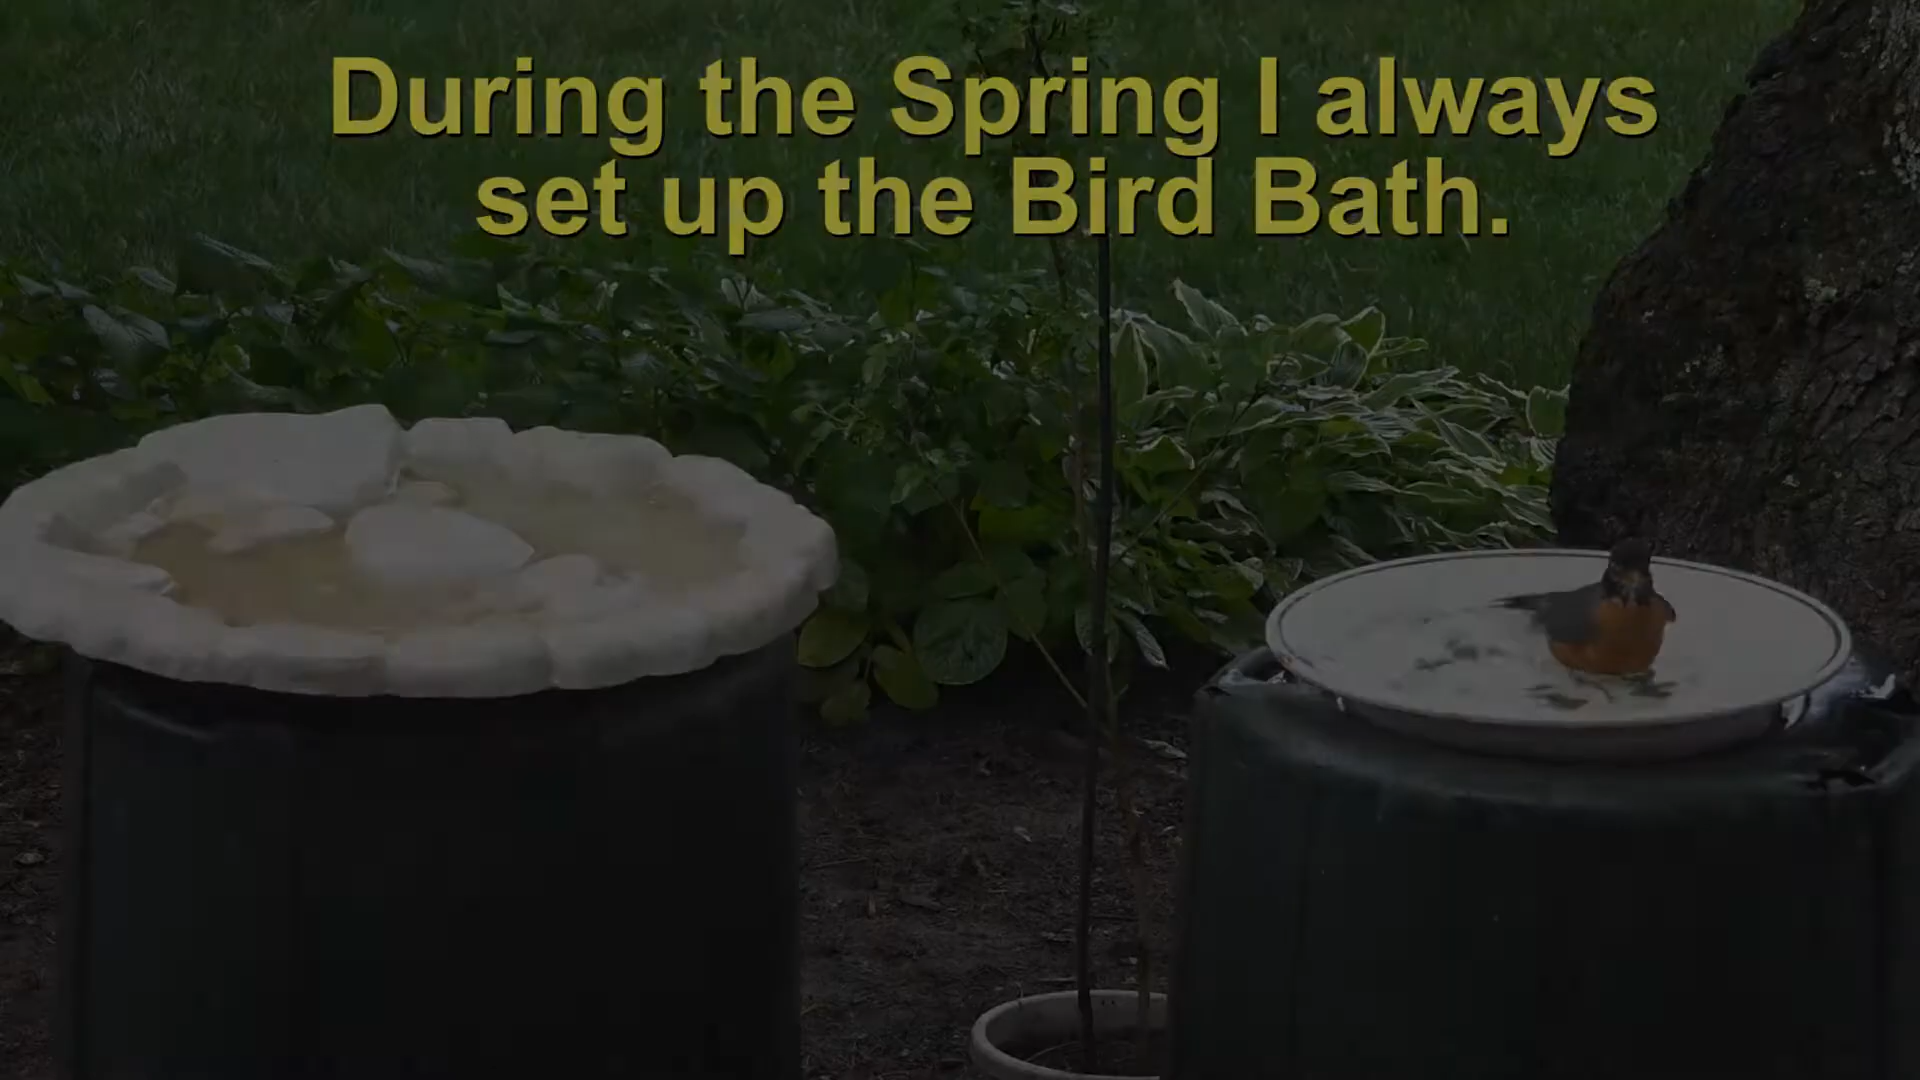 During the Spring I always
set up the Bird Bath.